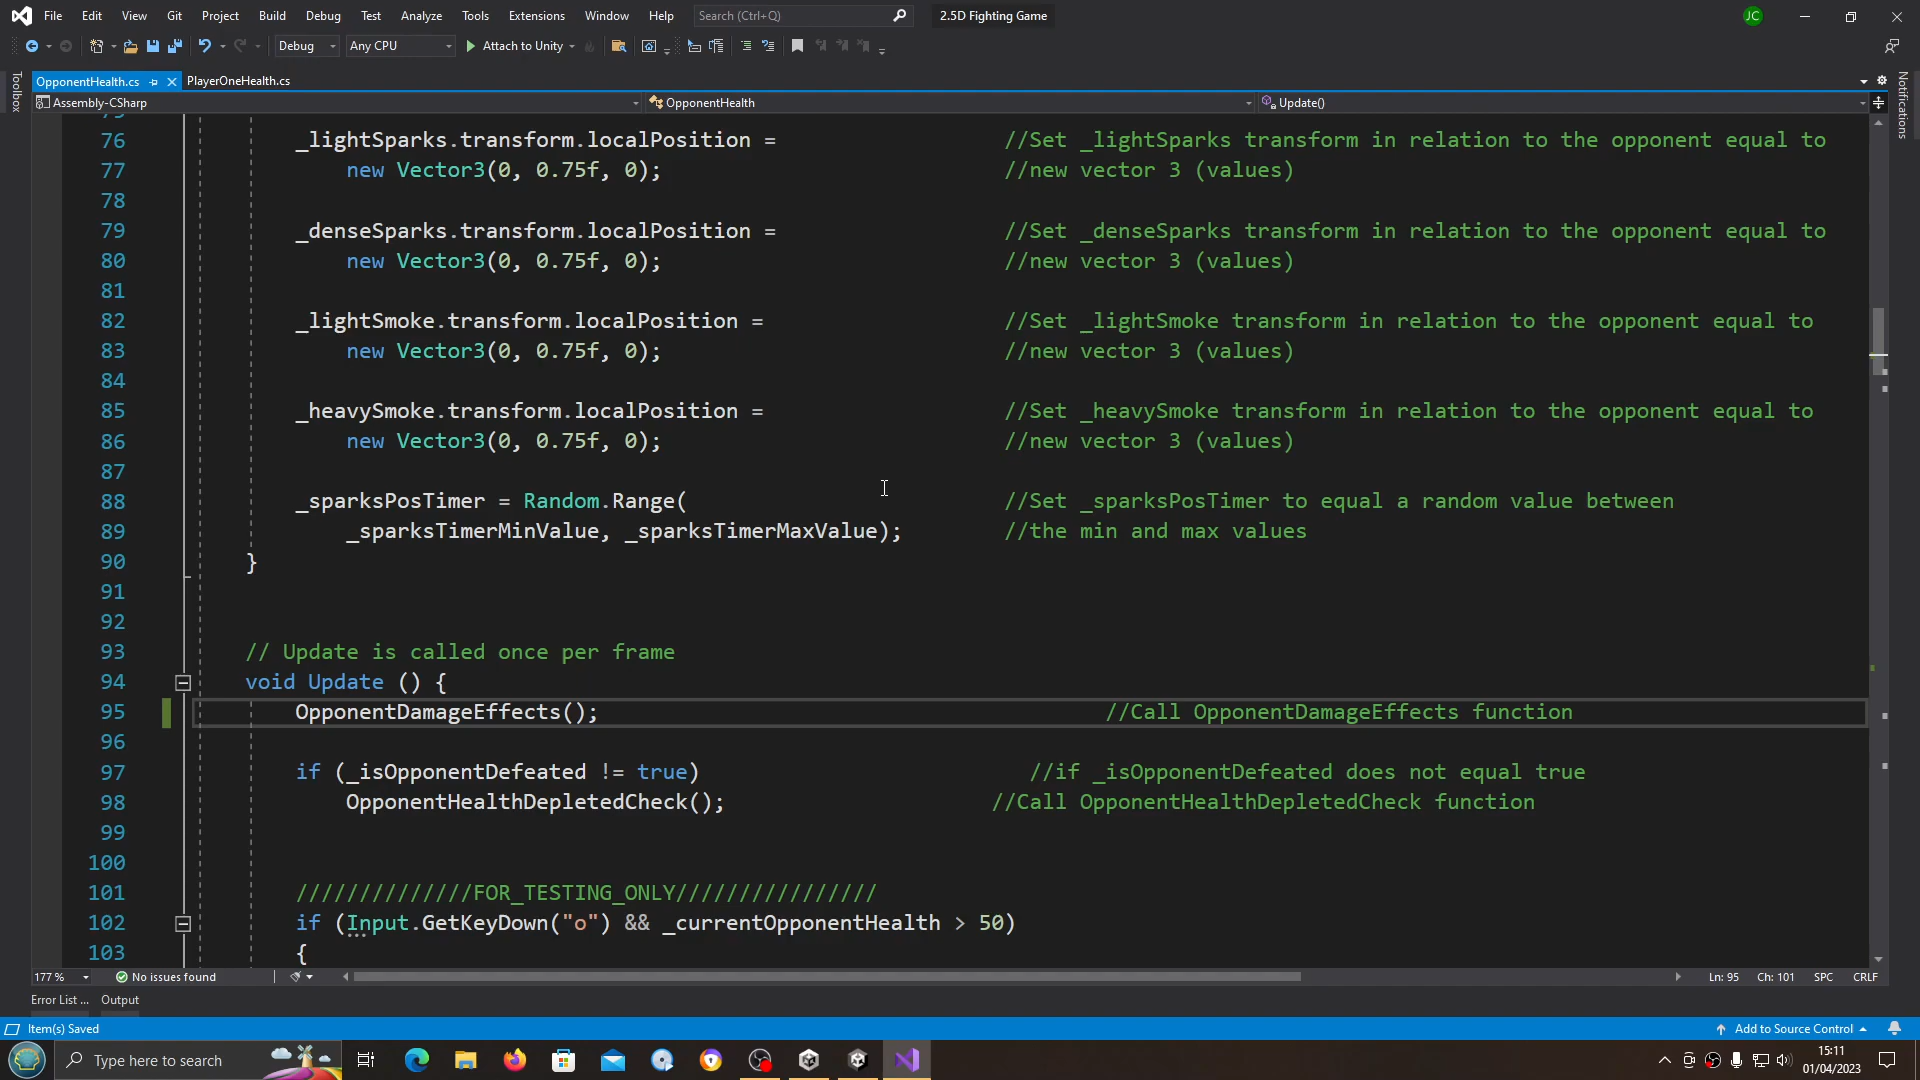 File Edit View Git Project Build Debug Test Analyze Tools Extensions Window Help Search (Ctrl+Q) 2.5D Fighting Game JC
Debug Any CPU Attach to Unity
Toolbox
OpponentHealth.cs PlayerOneHealth.cs
Notifications
Assembly-CSharp OpponentHealth Update()
76 _lightSparks.transform.localPosition = //Set _lightSparks transform in relation to the opponent equal to
77 new Vector3(0, 0.75f, 0); //new vector 3 (values)
78
79 _denseSparks.transform.localPosition = //Set _denseSparks transform in relation to the opponent equal to
80 new Vector3(0, 0.75f, 0); //new vector 3 (values)
81
82 _lightSmoke.transform.localPosition = //Set _lightSmoke transform in relation to the opponent equal to
83 new Vector3(0, 0.75f, 0); //new vector 3 (values)
84
85 _heavySmoke.transform.localPosition = //Set _heavySmoke transform in relation to the opponent equal to
86 new Vector3(0, 0.75f, 0); //new vector 3 (values)
87
88 _sparksPosTimer = Random.Range( //Set _sparksPosTimer to equal a random value between
89 _sparksTimerMinValue, _sparksTimerMaxValue); //the min and max values
90 }
91
92
93 // Update is called once per frame
94 void Update () {
95 OpponentDamageEffects(); //Call OpponentDamageEffects function
96
97 if (_isOpponentDefeated != true) //if _isOpponentDefeated does not equal true
98 OpponentHealthDepletedCheck(); //Call OpponentHealthDepletedCheck function
99
100
101 //////////////FOR_TESTING_ONLY////////////////
102 if (Input.GetKeyDown("o") && _currentOpponentHealth > 50)
103 {
177 % No issues found Ln: 95 Ch: 101 SPC CRLF
Error List ... Output
Item(s) Saved Add to Source Control
Type here to search 15:11
01/04/2023